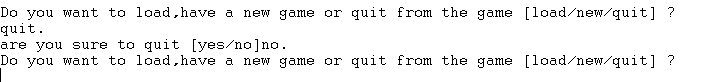 Do you want to load,have a new game or quit from the game [load/new/quit] ?
quit.
are you sure to quit [yes/no]no.
Do you want to load,have a new game or quit from the game [load/new/quit] ?